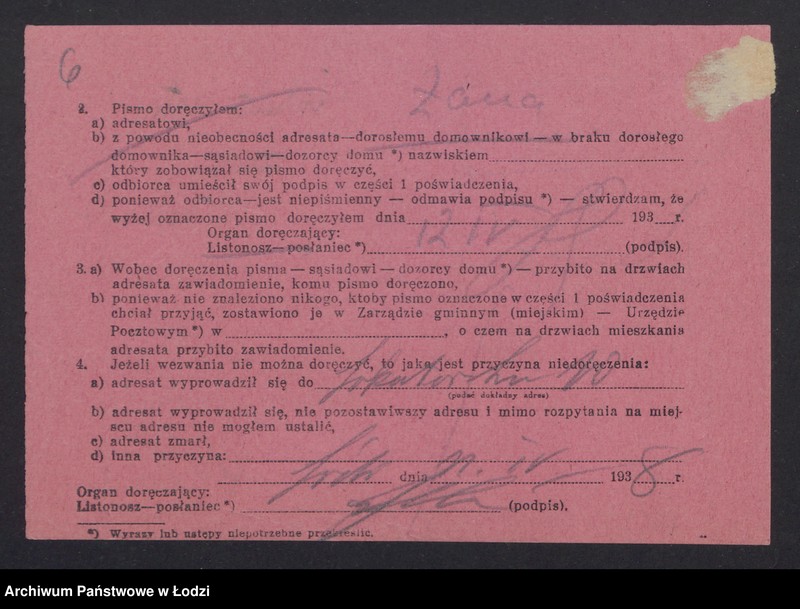 6
żona
2. Pismo doręczyłem:
a) adresatowi,
b) z powodu nieobecności adresata—dorosłemu domownikowi — w braku dorosłego
domownika—sąsiadowi—dozorcy domu *) nazwiskiem
który zobowiązał się pismo doręczyć,
c) odbiorca umieścił swój podpis w części 1 poświadczenia,
d) ponieważ odbiorca—jest niepiśmienny — odmawia podpisu *) — stwierdzam, że
wyżej oznaczone pismo doręczyłem dnia 12 IV 193 r.
Organ doręczający:
Listonosz—posłaniec *) (podpis).
3. a) Wobec doręczenia pisma — sąsiadowi — dozorcy domu *) — przybito na drzwiach
adresata zawiadomienie, komu pismo doręczono,
b) ponieważ nie znaleziono nikogo, ktoby pismo oznaczone w części 1 poświadczenia
chciał przyjąć, zostawiono je w Zarządzie gminnym (miejskim) — Urzędzie
Pocztowym *) w , o czem na drzwiach mieszkania
adresata przybito zawiadomienie.
4. Jeżeli wezwania nie można doręczyć, to jaka jest przyczyna niedoręczenia:
a) adresat wyprowadził się do
(podać dokładny adres)
b) adresat wyprowadził się, nie pozostawiwszy adresu i mimo rozpytania na miej-
scu adresu nie mogłem ustalić,
c) adresat zmarł,
d) inna przyczyna:
dnia IV 193 8 r.
Organ doręczający:
Listonosz—posłaniec *) (podpis).
*) Wyrazy lub ustępy niepotrzebne przekreślić.
Archiwum Państwowe w Łodzi